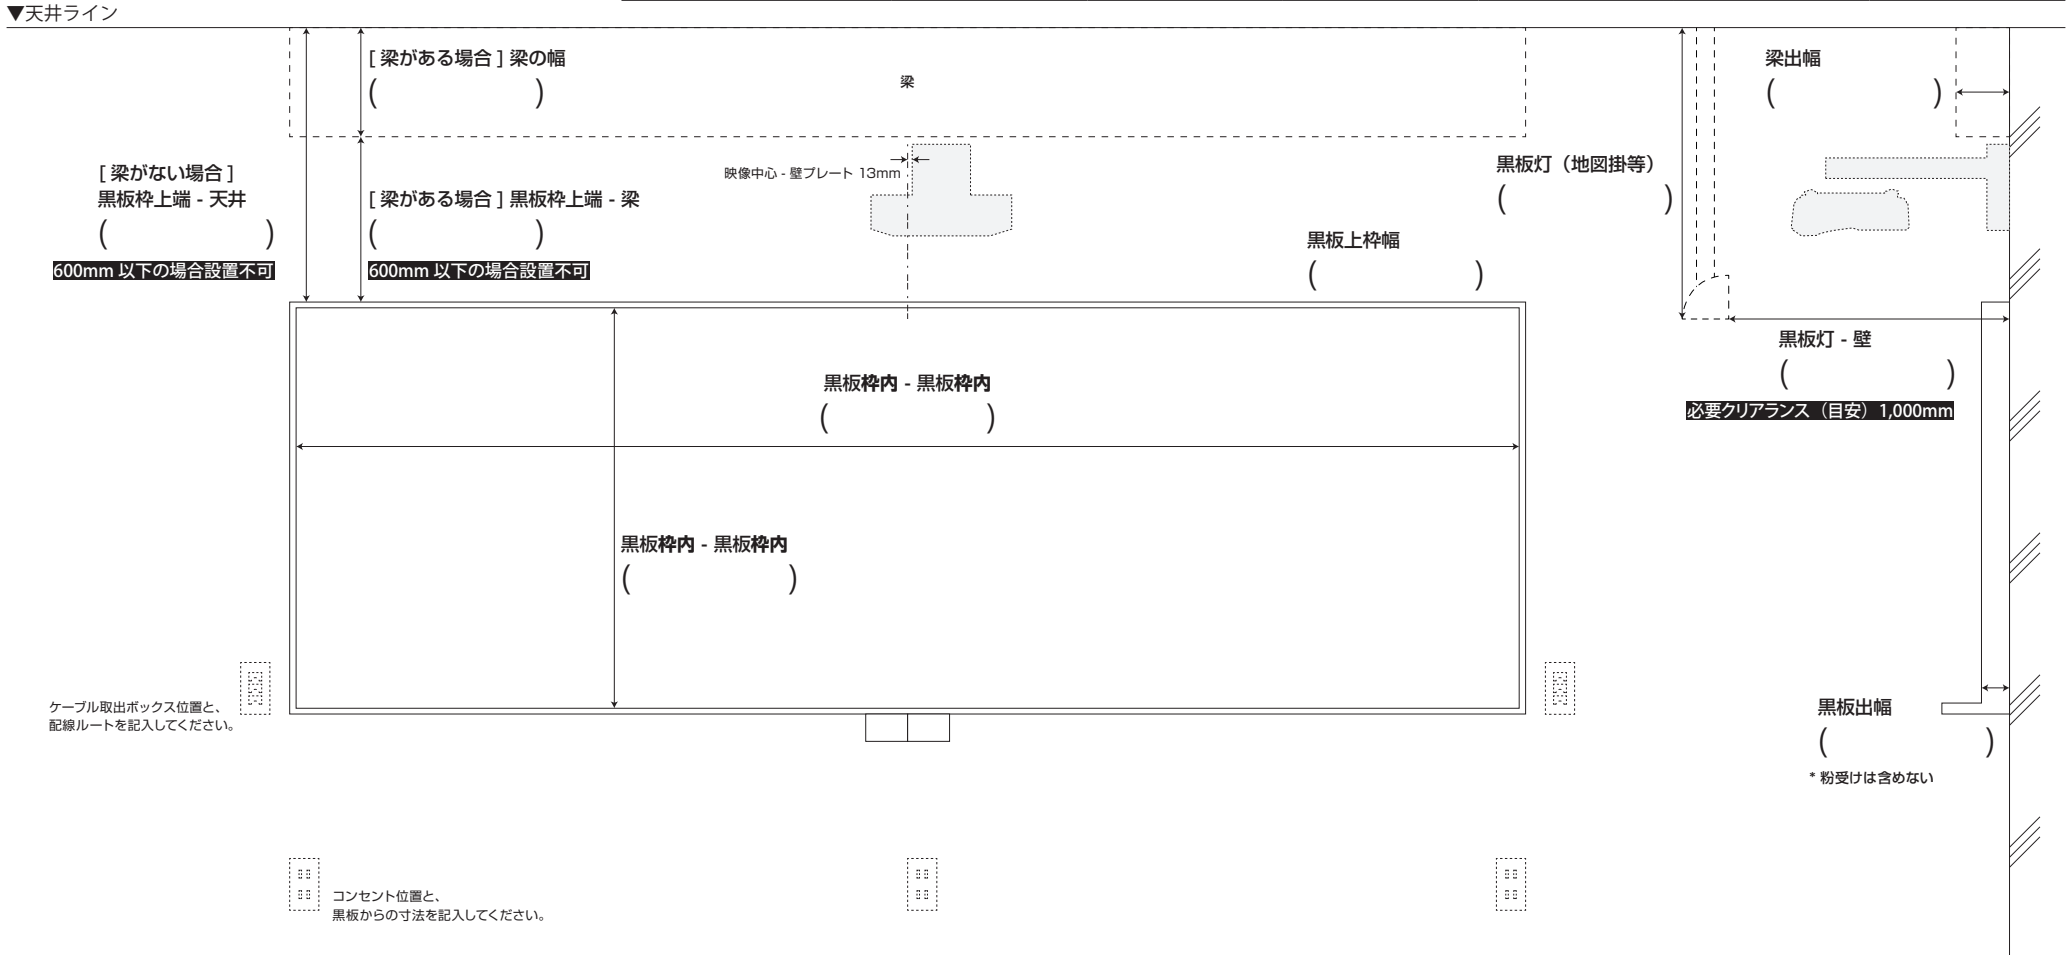 ▼天井ライン
[ 梁がある場合 ] 梁の幅
(　　　　　　　)
梁
梁出幅
(　　　　　　　)
[ 梁がない場合 ]
黒板枠上端 - 天井
(　　　　　　　)
600mm 以下の場合設置不可
[ 梁がある場合 ] 黒板枠上端 - 梁
(　　　　　　　)
600mm 以下の場合設置不可
映像中心 - 壁プレート 13mm
黒板灯（地図掛等）
(　　　　　　　)
黒板上枠幅
(　　　　　　　)
黒板灯 - 壁
(　　　　　　　)
必要クリアランス（目安）1,000mm
黒板枠内 - 黒板枠内
(　　　　　　　)
黒板枠内 - 黒板枠内
(　　　　　　　)
ケーブル取出ボックス位置と、
配線ルートを記入してください。
黒板出幅
(　　　　　　　)
* 粉受けは含めない
コンセント位置と、
黒板からの寸法を記入してください。